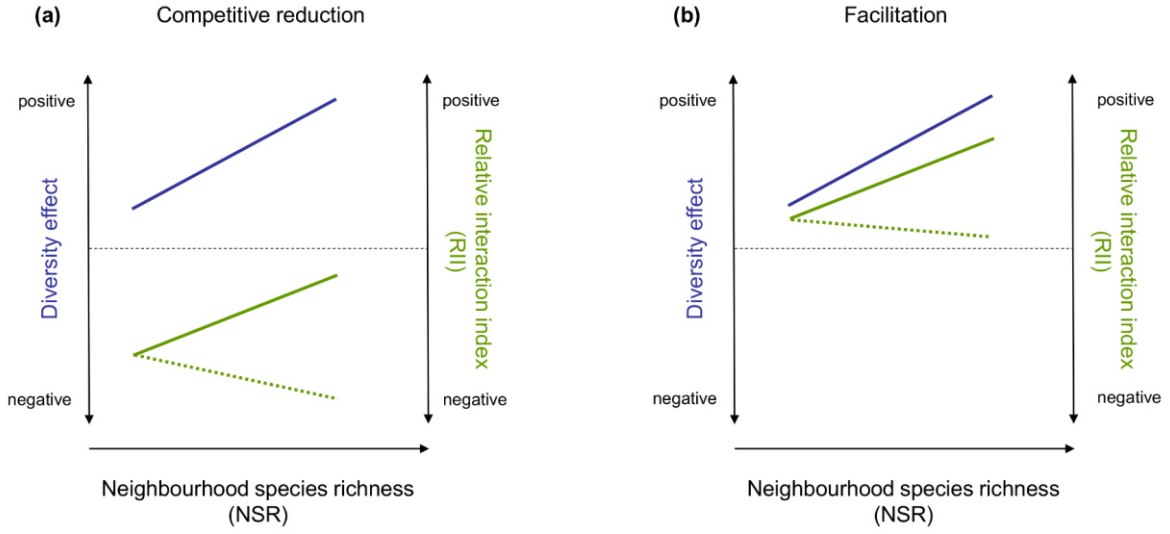 (a)
Competitive reduction
positive
negative
Diversity effect
positive
negative
Relative interaction index
(RII)
Neighbourhood species richness
(NSR)
(b)
Facilitation
positive
negative
Diversity effect
positive
negative
Relative interaction index
(RII)
Neighbourhood species richness
(NSR)